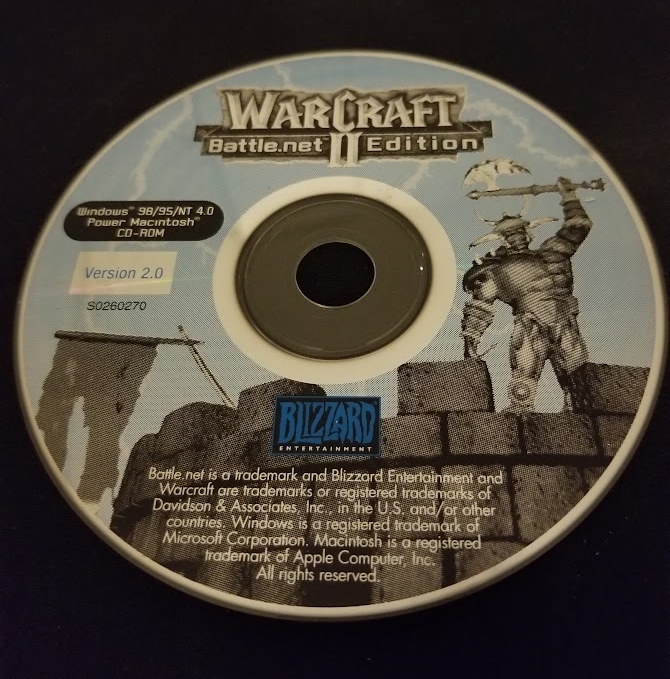 WARCRAFT
II
Battle.net™ Edition
Windows® 98/95/NT 4.0
Power Macintosh®
CD-ROM
Version 2.0
S0260270
BLIZZARD
ENTERTAINMENT
Battle.net is a trademark and Blizzard Entertainment and
Warcraft are trademarks or registered trademarks of
Davidson & Associates, Inc., in the U.S. and/or other
countries. Windows is a registered trademark of
Microsoft Corporation. Macintosh is a registered
trademark of Apple Computer, Inc.
All rights reserved.